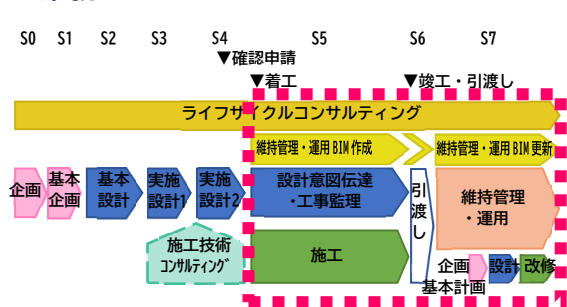 S0 S1 S2 S3 S4 S5 S6 S7
▼確認申請
▼着工 ▼竣工・引渡し
ライフサイクルコンサルティング
維持管理・運用BIM作成 維持管理・運用BIM更新
企画
基本
企画
基本
設計
実施
設計1
実施
設計2
設計意図伝達
・工事監理
引渡し
維持管理
・運用
施工技術
コンサルティング
施工
企画 設計 改修
基本計画